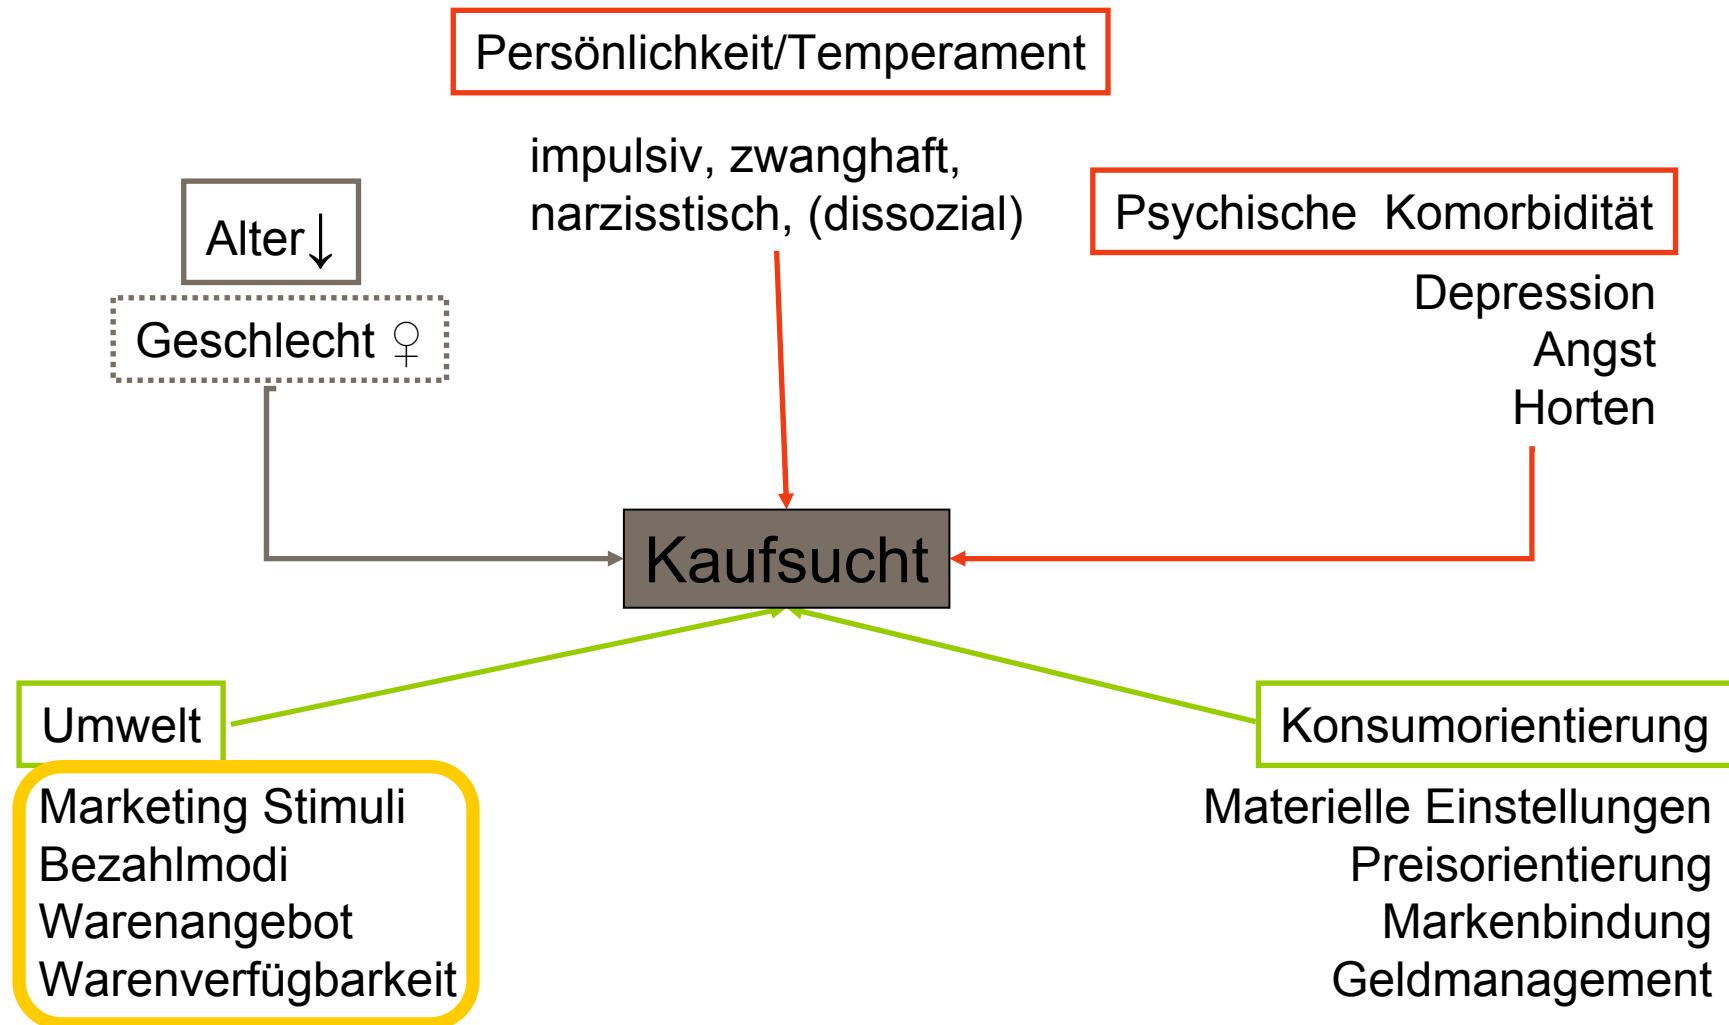 Persönlichkeit/Temperament
impulsiv, zwanghaft,
narzisstisch, (dissozial)
Alter↓
Geschlecht ♀
Psychische Komorbidität
Depression
Angst
Horten
Kaufsucht
Umwelt
Marketing Stimuli
Bezahlmodi
Warenangebot
Warenverfügbarkeit
Konsumorientierung
Materielle Einstellungen
Preisorientierung
Markenbindung
Geldmanagement